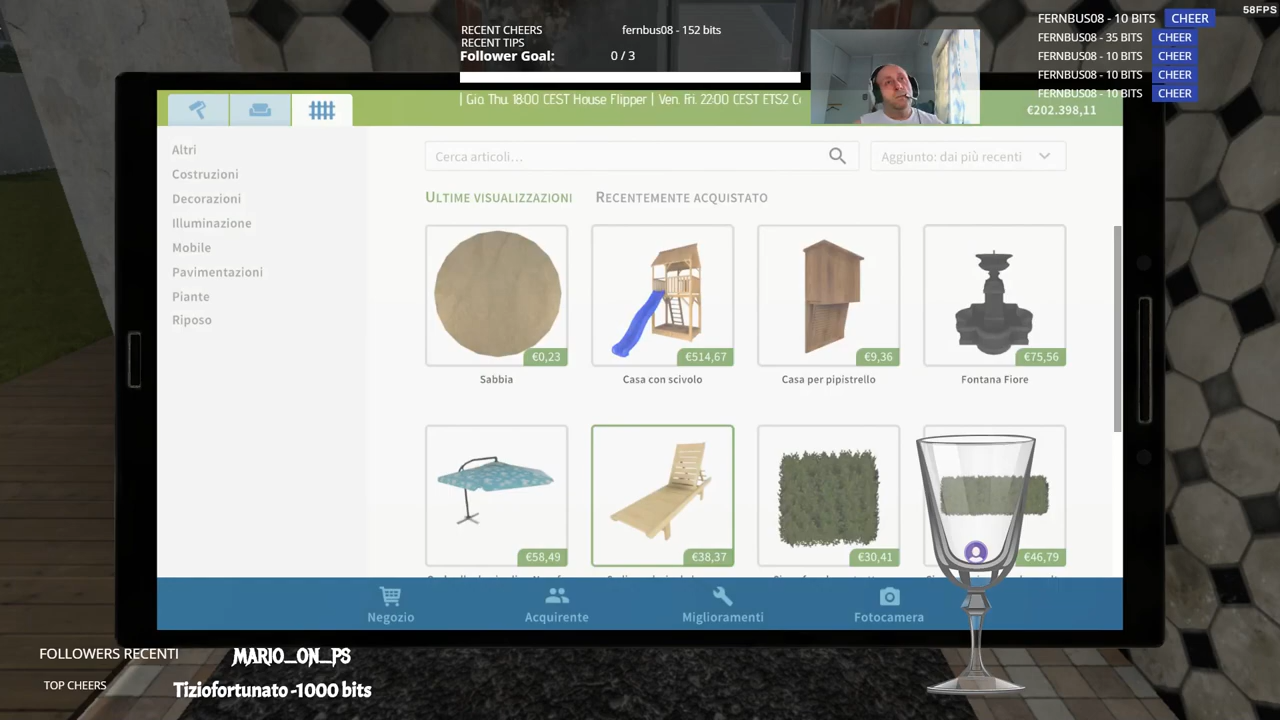 58FPS
RECENT CHEERS fernbus08 - 152 bits
RECENT TIPS
Follower Goal: 0 / 3
FERNBUS08 - 10 BITS CHEER
FERNBUS08 - 35 BITS CHEER
FERNBUS08 - 10 BITS CHEER
FERNBUS08 - 10 BITS CHEER
FERNBUS08 - 10 BITS CHEER
| Gio. Thu. 18:00 CEST House Flipper | Ven. Fri. 22:00 CEST ETS2
€202.398,11
Altri
Costruzioni
Decorazioni
Illuminazione
Mobile
Pavimentazioni
Piante
Riposo
Cerca articoli...
Aggiunto: dai più recenti
ULTIME VISUALIZZAZIONI
RECENTEMENTE ACQUISTATO
€0,23
€514,67
€9,36
€75,56
Sabbia
Casa con scivolo
Casa per pipistrello
Fontana Fiore
€58,49
€38,37
€30,41
€46,79
Negozio
Acquirente
Miglioramenti
Fotocamera
FOLLOWERS RECENTI MARIO_ON_PS
TOP CHEERS Tiziofortunato -1000 bits